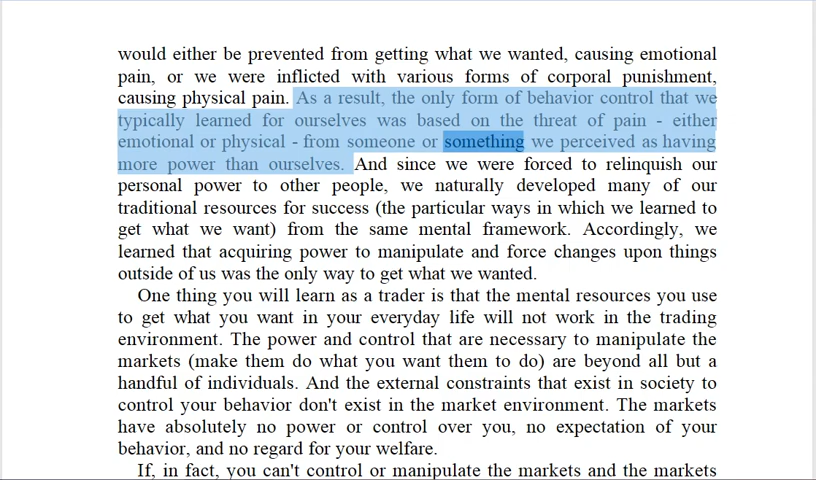 would either be prevented from getting what we wanted, causing emotional
pain, or we were inflicted with various forms of corporal punishment,
causing physical pain. As a result, the only form of behavior control that we
typically learned for ourselves was based on the threat of pain - either
emotional or physical - from someone or something we perceived as having
more power than ourselves. And since we were forced to relinquish our
personal power to other people, we naturally developed many of our
traditional resources for success (the particular ways in which we learned to
get what we want) from the same mental framework. Accordingly, we
learned that acquiring power to manipulate and force changes upon things
outside of us was the only way to get what we wanted.
One thing you will learn as a trader is that the mental resources you use
to get what you want in your everyday life will not work in the trading
environment. The power and control that are necessary to manipulate the
markets (make them do what you want them to do) are beyond all but a
handful of individuals. And the external constraints that exist in society to
control your behavior don't exist in the market environment. The markets
have absolutely no power or control over you, no expectation of your
behavior, and no regard for your welfare.
If, in fact, you can't control or manipulate the markets and the markets